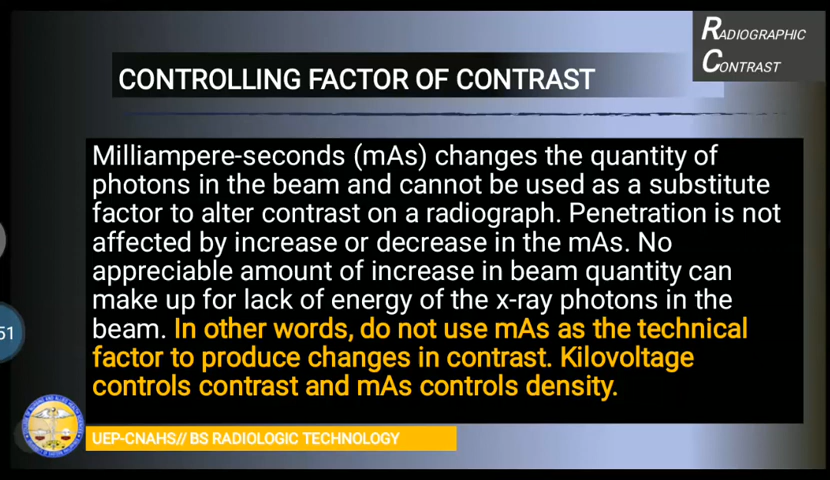 RADIOGRAPHIC
CONTRAST
CONTROLLING FACTOR OF CONTRAST
Milliampere-seconds (mAs) changes the quantity of
photons in the beam and cannot be used as a substitute
factor to alter contrast on a radiograph. Penetration is not
affected by increase or decrease in the mAs. No
appreciable amount of increase in beam quantity can
make up for lack of energy of the x-ray photons in the
beam. In other words, do not use mAs as the technical
factor to produce changes in contrast. Kilovoltage
controls contrast and mAs controls density.
51
UEP-CNAHS// BS RADIOLOGIC TECHNOLOGY